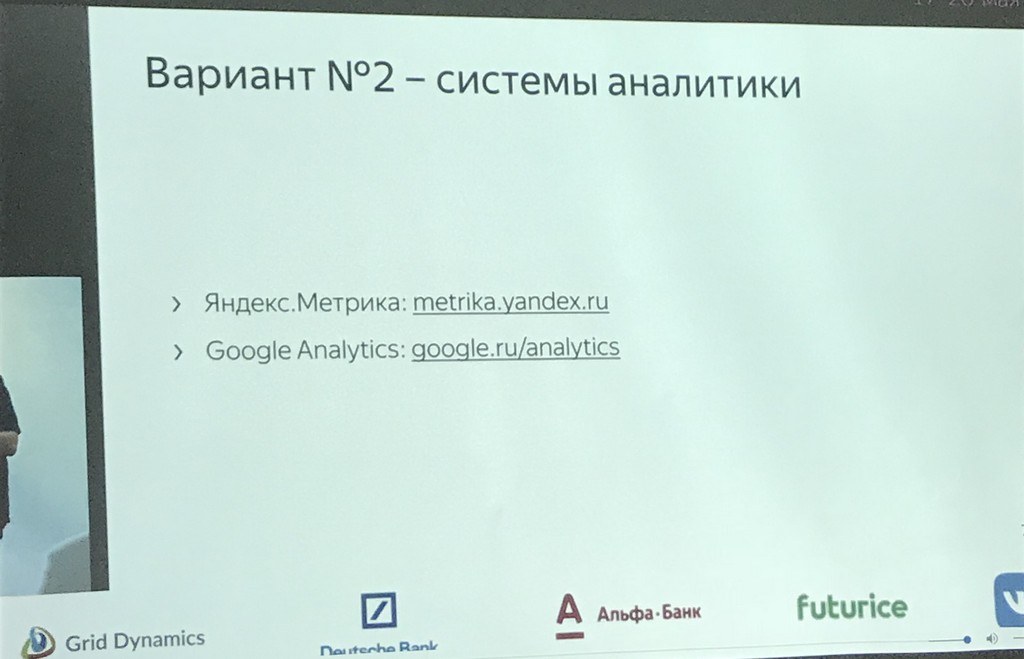 Вариант №2 – системы аналитики
› Яндекс.Метрика: metrika.yandex.ru
› Google Analytics: google.ru/analytics
Grid Dynamics
Deutsche Bank
А Альфа·Банк
futurice